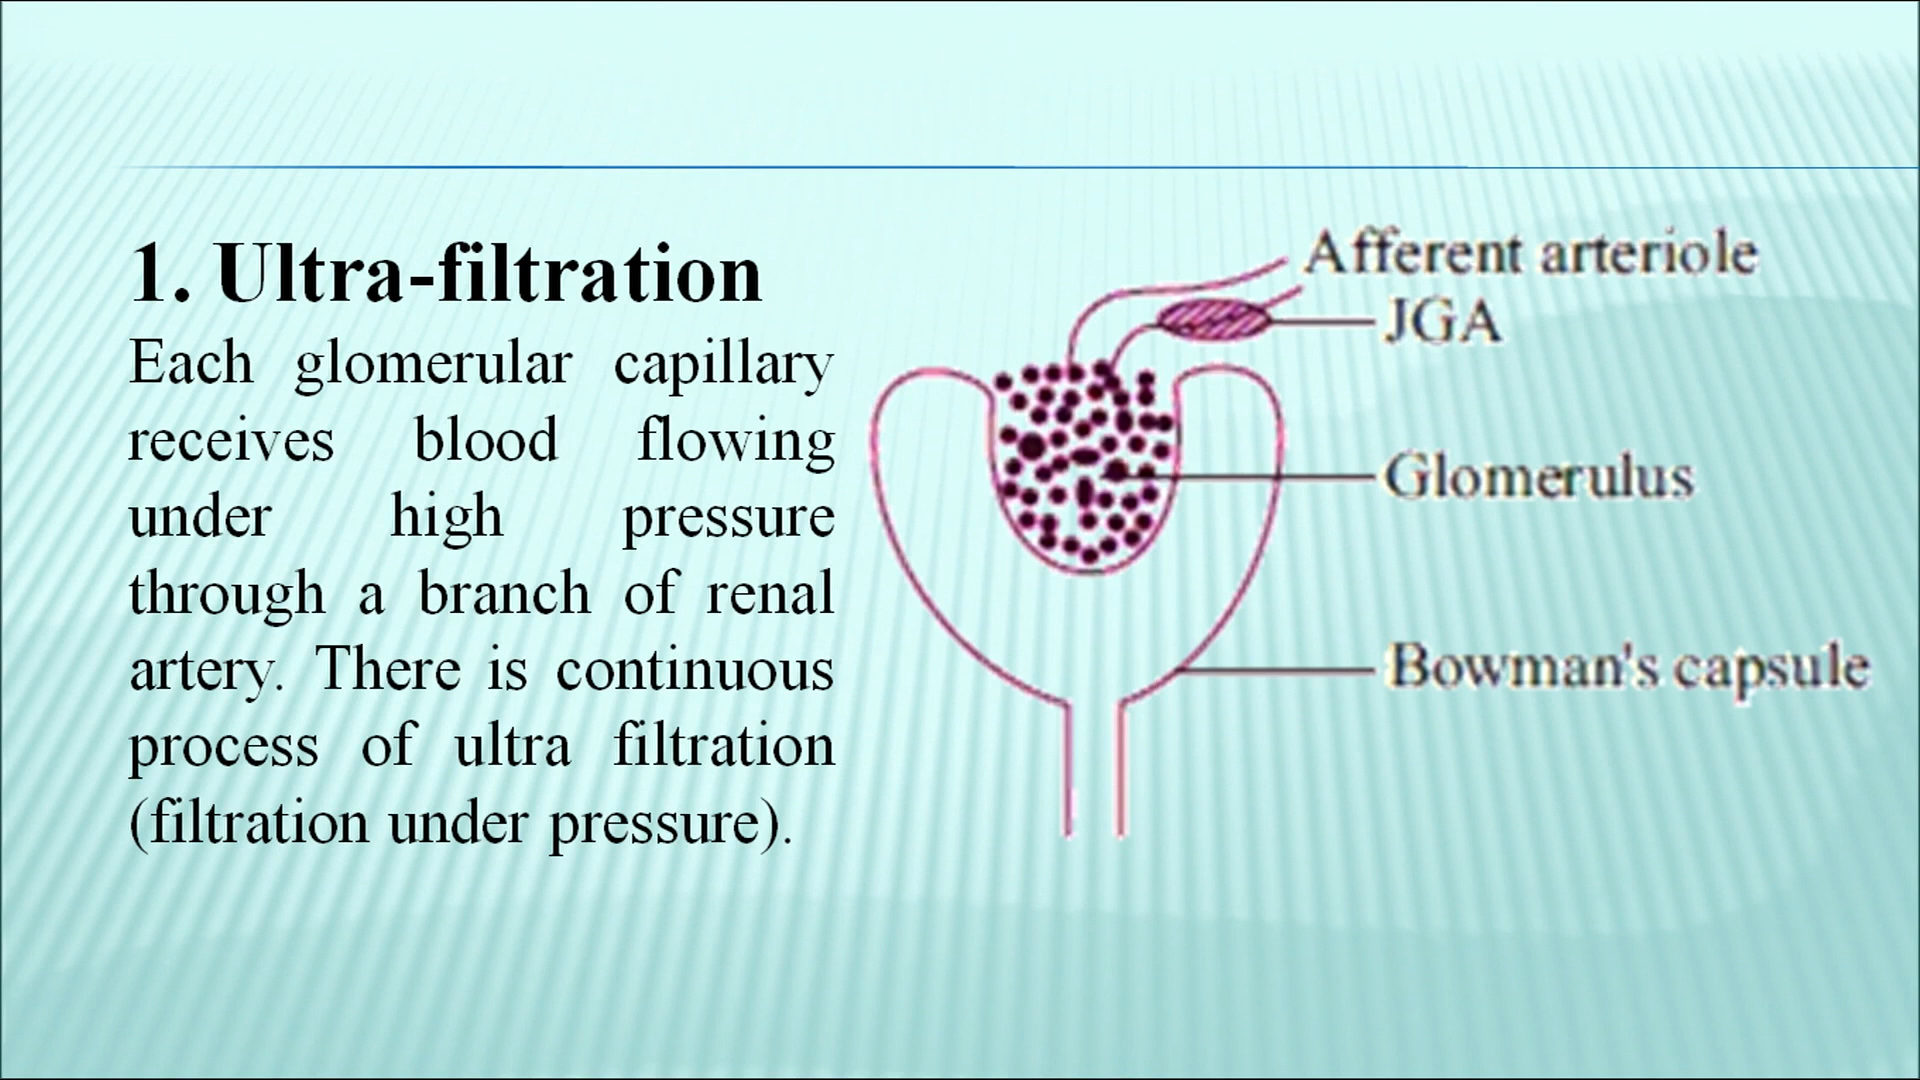 1. Ultra-filtration
Each glomerular capillary
receives blood flowing
under high pressure
through a branch of renal
artery. There is continuous
process of ultra filtration
(filtration under pressure).
Afferent arteriole
JGA
Glomerulus
Bowman's capsule